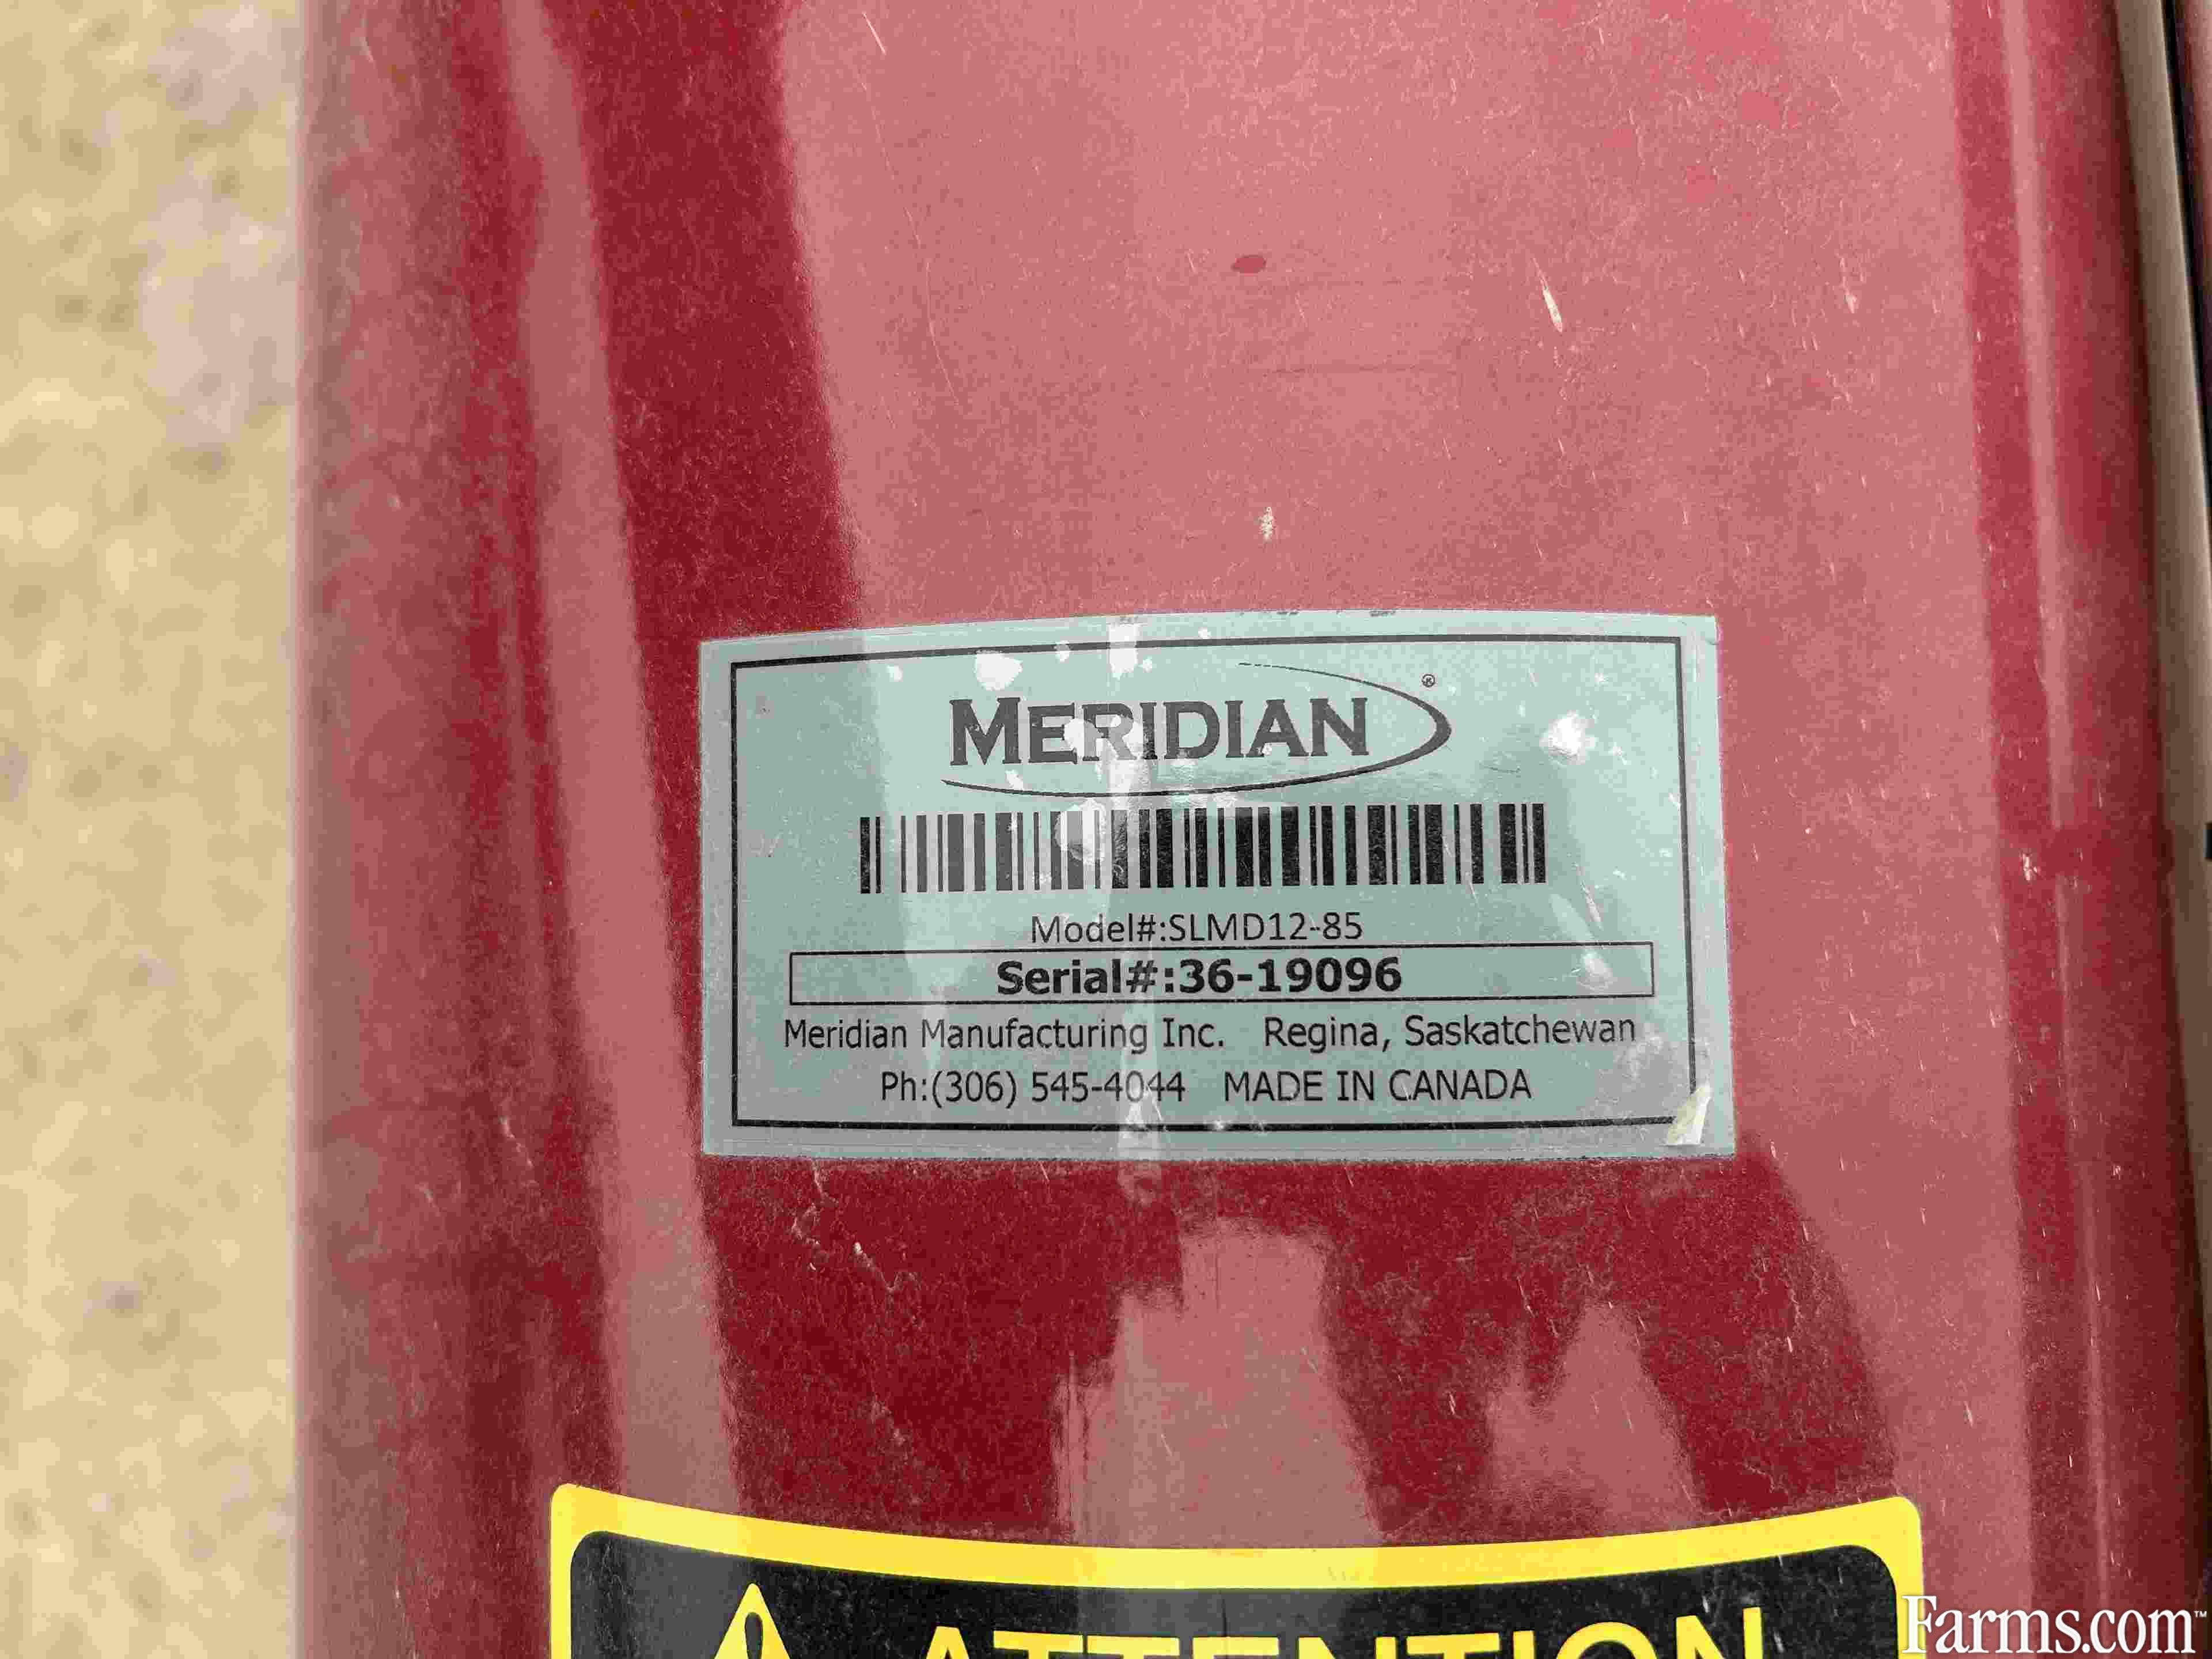 MERIDIAN®
Model#:SLMD12-85
Serial#:36-19096
Meridian Manufacturing Inc. Regina, Saskatchewan
Ph:(306) 545-4044 MADE IN CANADA
ATTENTION
Farms.com™